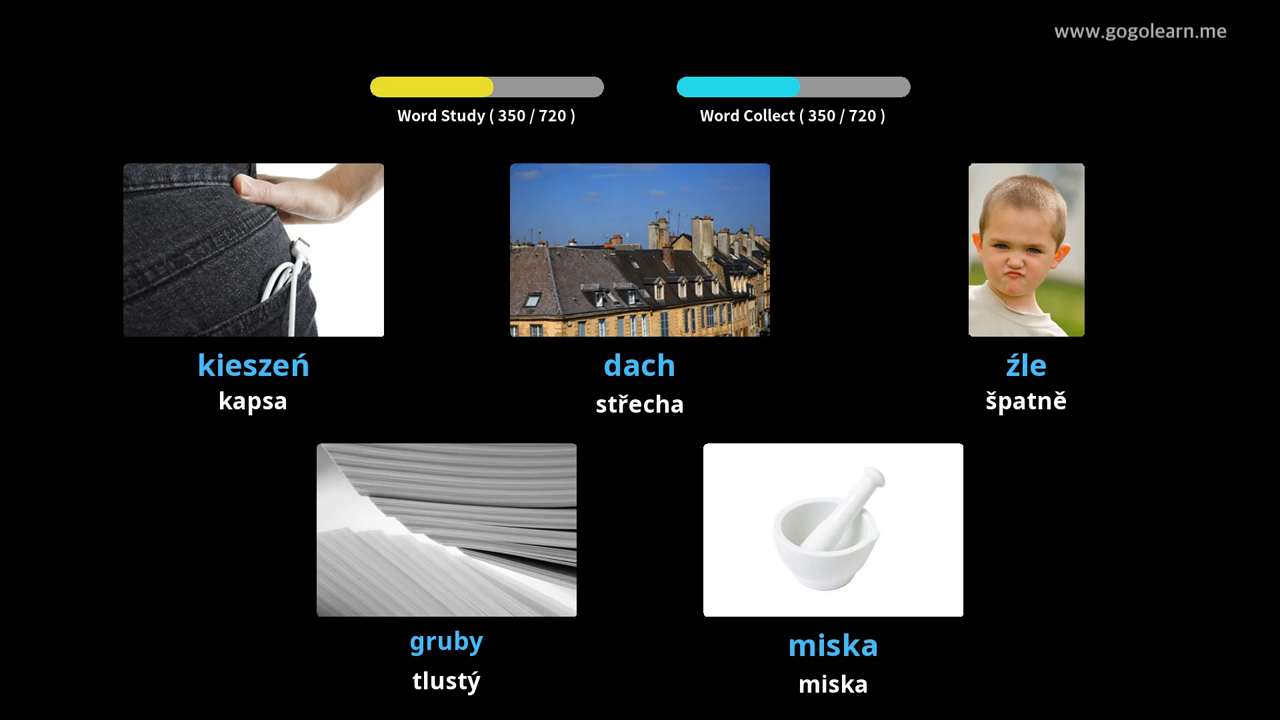 www.gogolearn.me
Word Study ( 350 / 720 )
Word Collect ( 350 / 720 )
kieszeń
kapsa
dach
střecha
źle
špatně
gruby
tlustý
miska
miska